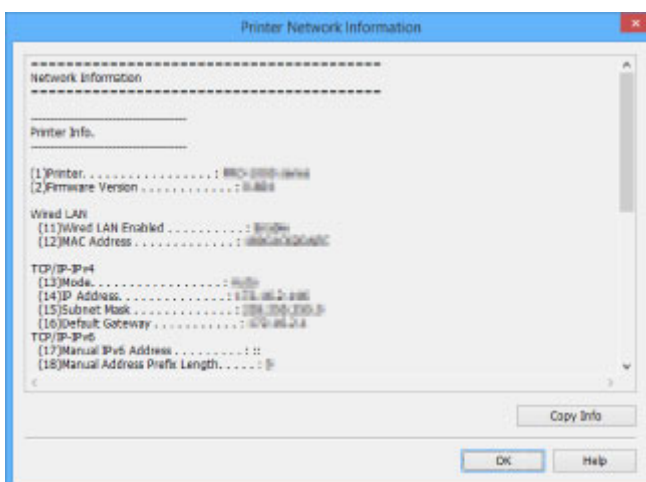 Printer Network Information
========================================
Network Information
========================================
----------------------------------------
Printer Info.
----------------------------------------
(1)Printer. . . . . . . . . . . . . . . . . :
(2)Firmware Version . . . . . . . . . . . . :
Wired LAN
(11)Wired LAN Enabled . . . . . . . . . . :
(12)MAC Address . . . . . . . . . . . . . :
TCP/IP-IPv4
(13)Mode. . . . . . . . . . . . . . . . . :
(14)IP Address. . . . . . . . . . . . . . :
(15)Subnet Mask . . . . . . . . . . . . . :
(16)Default Gateway . . . . . . . . . . . :
TCP/IP-IPv6
(17)Manual IPv6 Address . . . . . . . . . : ::
(18)Manual Address Prefix Length. . . . . :
Copy Info
OK
Help